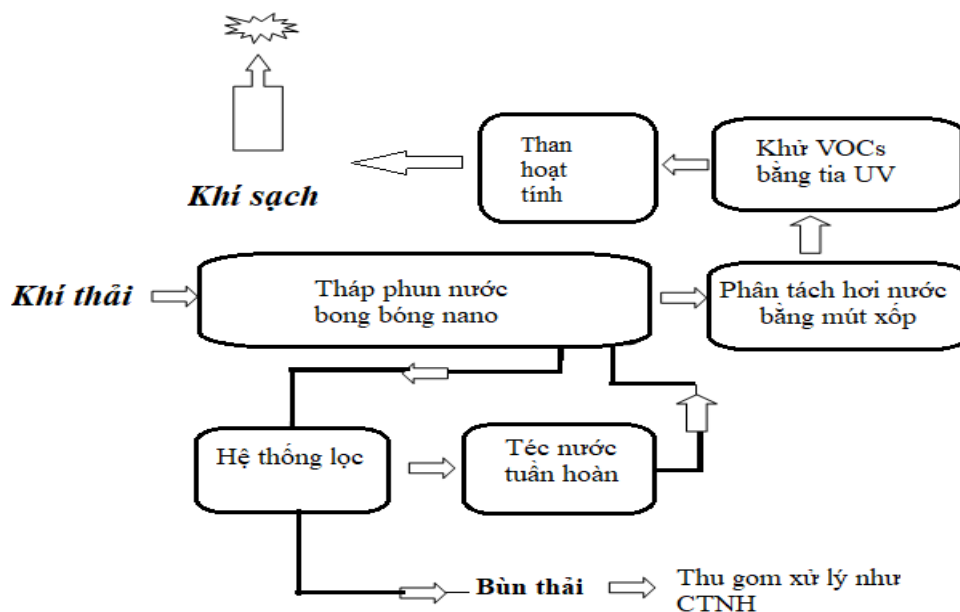 Than
hoạt
tính
Khử VOCs
bằng tia UV
Khí sạch
Khí thải
Tháp phun nước
bong bóng nano
Phân tách hơi nước
bằng mút xốp
Hệ thống lọc
Téc nước
tuần hoàn
Bùn thải
Thu gom xử lý như
CTNH